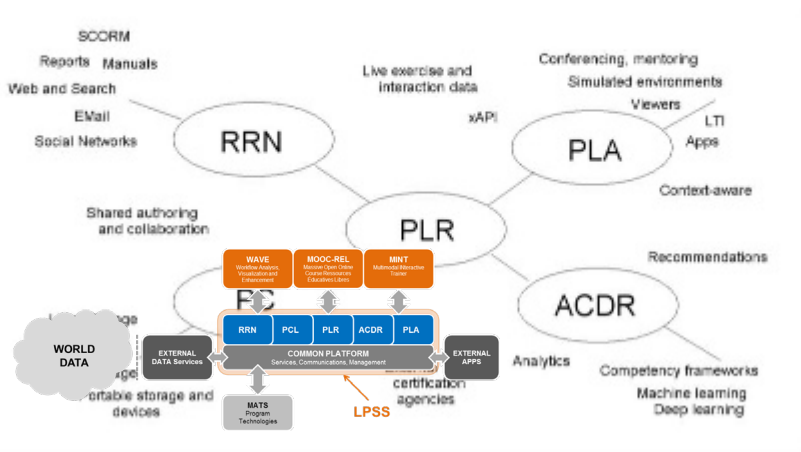 SCORM
Reports
Manuals
Web and Search
EMail
Social Networks
RRN
Live exercise and
interaction data
xAPI
Conferencing, mentoring
Simulated environments
Viewers
LTI
Apps
PLA
Context-aware
Shared authoring
and collaboration
PLR
Recommendations
ACDR
WAVE
Workflow Analysis,
Visualization and
Enhancement
MOOC-REL
Massive Open Online
Course Ressources
Éducatives Libres
MINT
Multimodal Interactive
Trainer
RRN
PCL
PLR
ACDR
PLA
COMMON PLATFORM
Services, Communications, Management
WORLD
DATA
EXTERNAL
DATA Services
EXTERNAL
APPS
MATS
Program
Technologies
LPSS
certification
agencies
storage and
devices
Analytics
Competency frameworks
Machine learning
Deep learning